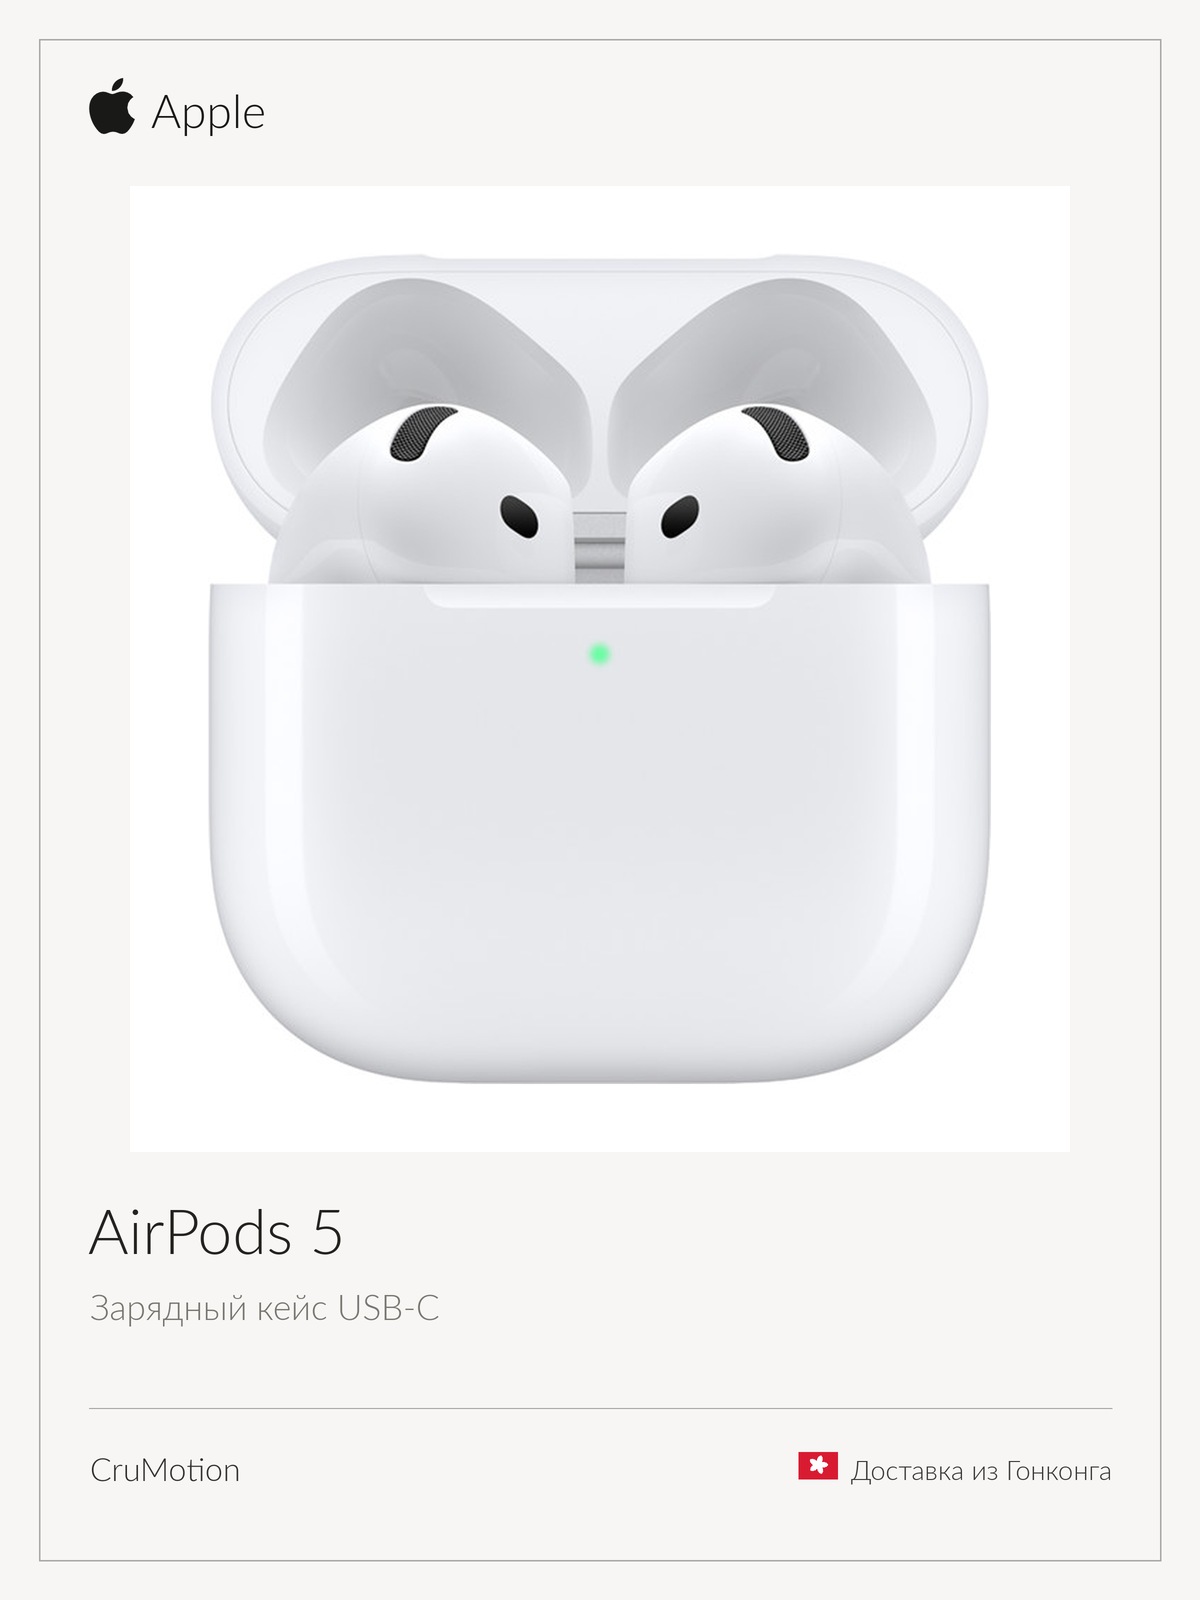 Apple
AirPods 5
Зарядный кейс USB-C
CruMotion
Доставка из Гонконга